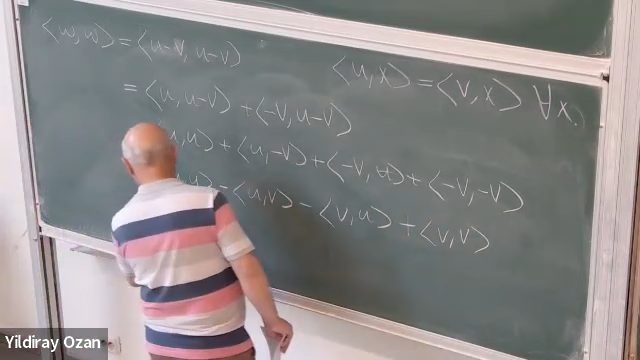 ⟨w, w⟩ = ⟨u-v, u-v⟩
⟨u, x⟩ = ⟨v, x⟩ ∀x.
= ⟨u, u-v⟩ + ⟨-v, u-v⟩
u, u⟩ + ⟨u, -v⟩ + ⟨-v, u⟩ + ⟨-v, -v⟩
- ⟨u, v⟩ - ⟨v, u⟩ + ⟨v, v⟩
Yildiray Ozan